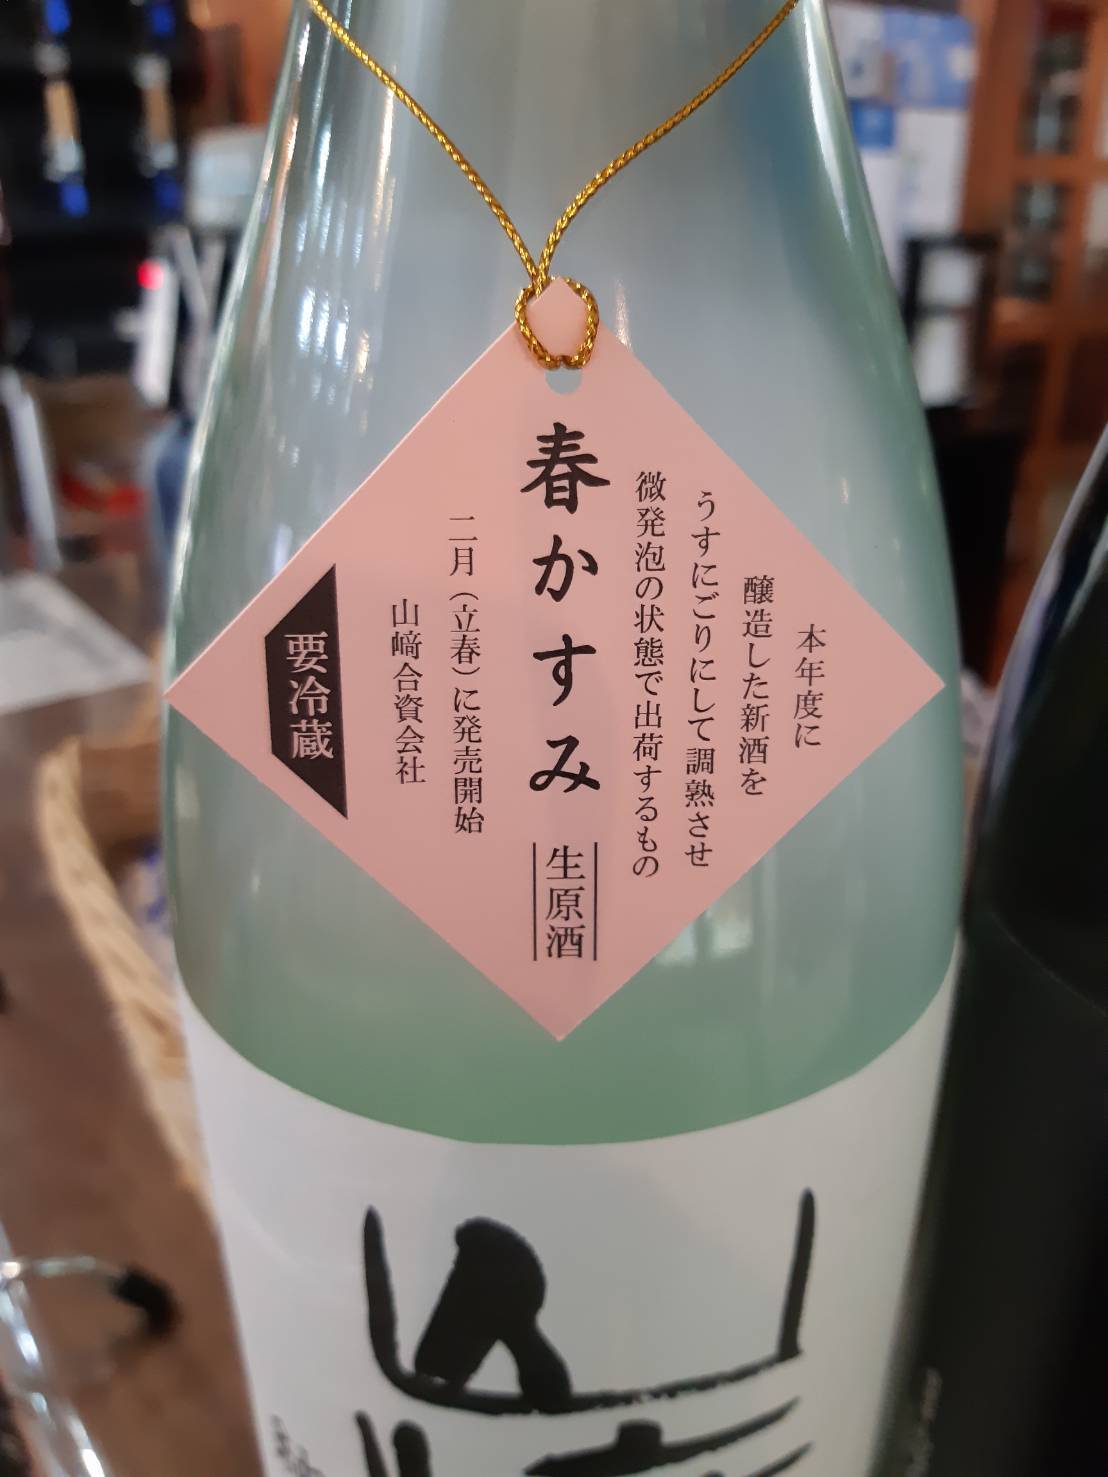 本年度に
醸造した新酒を
うすにごりにして調熟させ
微発泡の状態で出荷するもの
春かすみ
生原酒
二月（立春）に発売開始
山﨑合資会社
要冷蔵
山